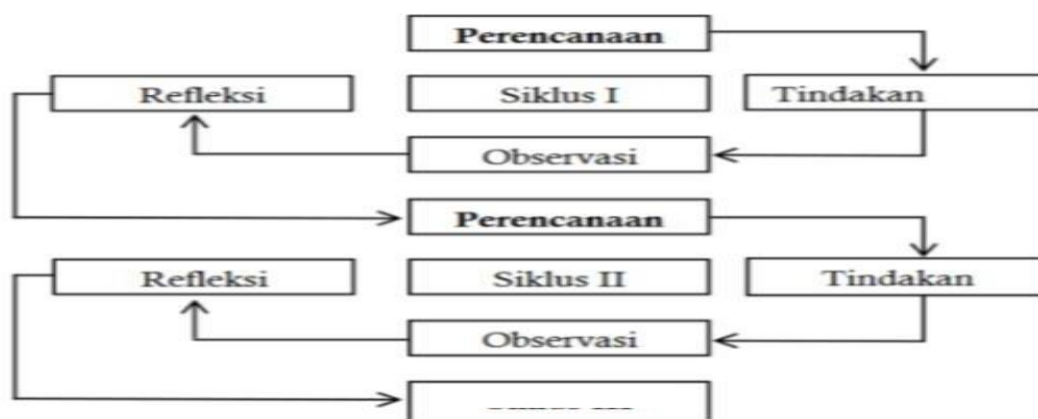 Perencanaan
Refleksi
Siklus I
Tindakan
Observasi
Perencanaan
Refleksi
Siklus II
Tindakan
Observasi